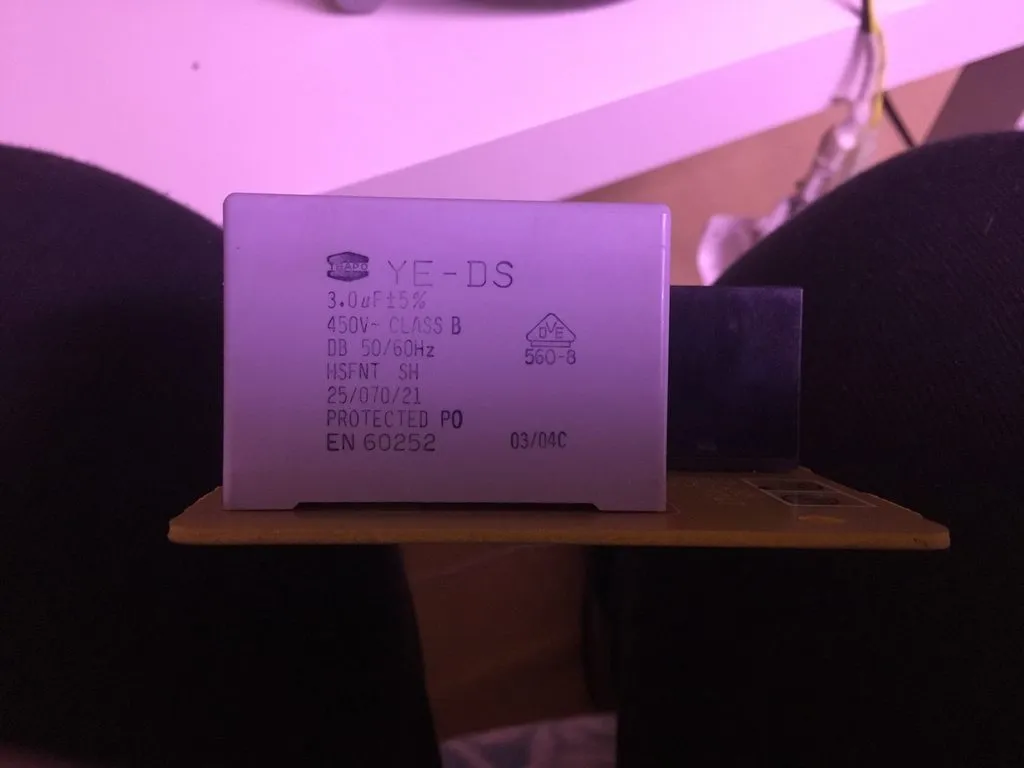 YE-DS
3.0uF±5%
450V~ CLASS B
DB 50/60Hz
HSFNT SH
25/070/21
PROTECTED P0
EN 60252
DVE
560-8
03/04C